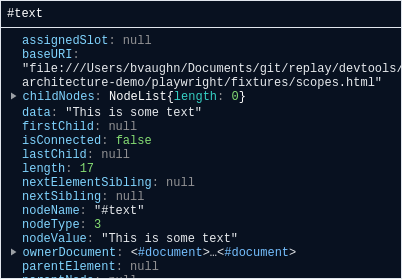 #text
assignedSlot: null
baseURI:
"file:///Users/bvaughn/Documents/git/replay/devtools/
architecture-demo/playwright/fixtures/scopes.html"
childNodes: NodeList{length: 0}
data: "This is some text"
firstChild: null
isConnected: false
lastChild: null
length: 17
nextElementSibling: null
nextSibling: null
nodeName: "#text"
nodeType: 3
nodeValue: "This is some text"
ownerDocument: <#document>…<#document>
parentElement: null
parentNode: null